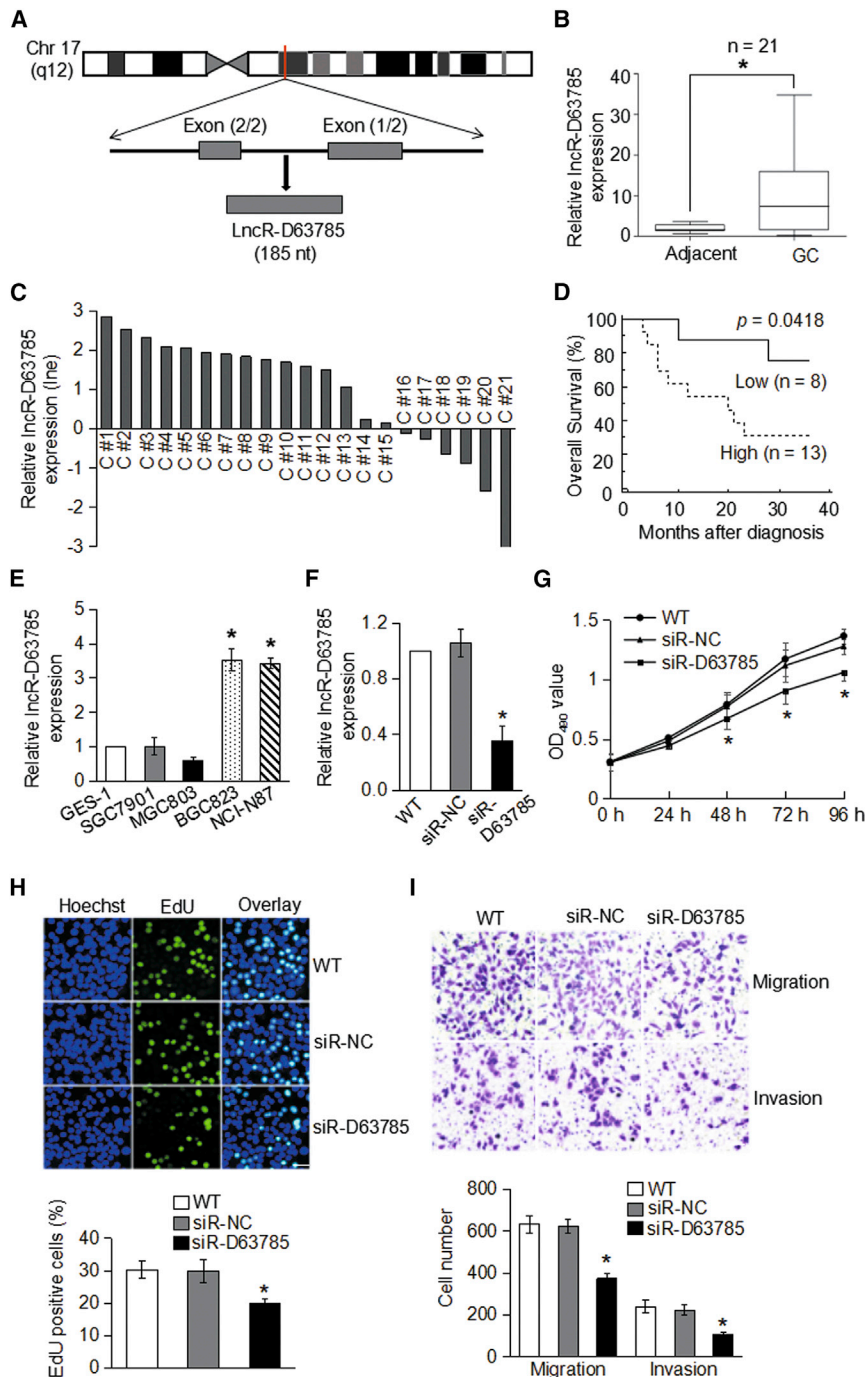 A
Chr 17
(q12)
Exon (2/2)
Exon (1/2)
LncR-D63785
(185 nt)
B
n = 21
*
Relative lncR-D63785
expression
40
30
20
10
0
Adjacent
GC
C
Relative lncR-D63785
expression (lne)
3
2
1
0
-1
-2
-3
C #1
C #2
C #3
C #4
C #5
C #6
C #7
C #8
C #9
C #10
C #11
C #12
C #13
C #14
C #15
C #16
C #17
C #18
C #19
C #20
C #21
D
Overall Survival (%)
100
80
60
40
20
0
p = 0.0418
Low (n = 8)
High (n = 13)
0
10
20
30
40
Months after diagnosis
E
Relative lncR-D63785
expression
5
4
3
2
1
0
*
*
GES-1
SGC7901
MGC803
BGC823
NCI-N87
F
Relative lncR-D63785
expression
1.2
0.8
0.4
0.0
*
WT
siR-NC
siR-
D63785
G
OD490 value
1.5
1
0.5
0
WT
siR-NC
siR-D63785
*
*
*
0 h
24 h
48 h
72 h
96 h
H
Hoechst
EdU
Overlay
WT
siR-NC
siR-D63785
EdU positive cells (%)
40
30
20
10
0
WT
siR-NC
siR-D63785
*
I
WT
siR-NC
siR-D63785
Migration
Invasion
Cell number
800
600
400
200
0
WT
siR-NC
siR-D63785
*
*
Migration
Invasion